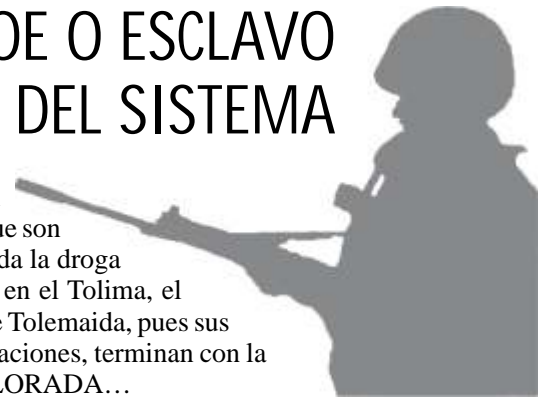 OE O ESCLAVO
DEL SISTEMA
ue son
da la droga
en el Tolima, el
e Tolemaida, pues sus
aciones, terminan con la
LORADA…